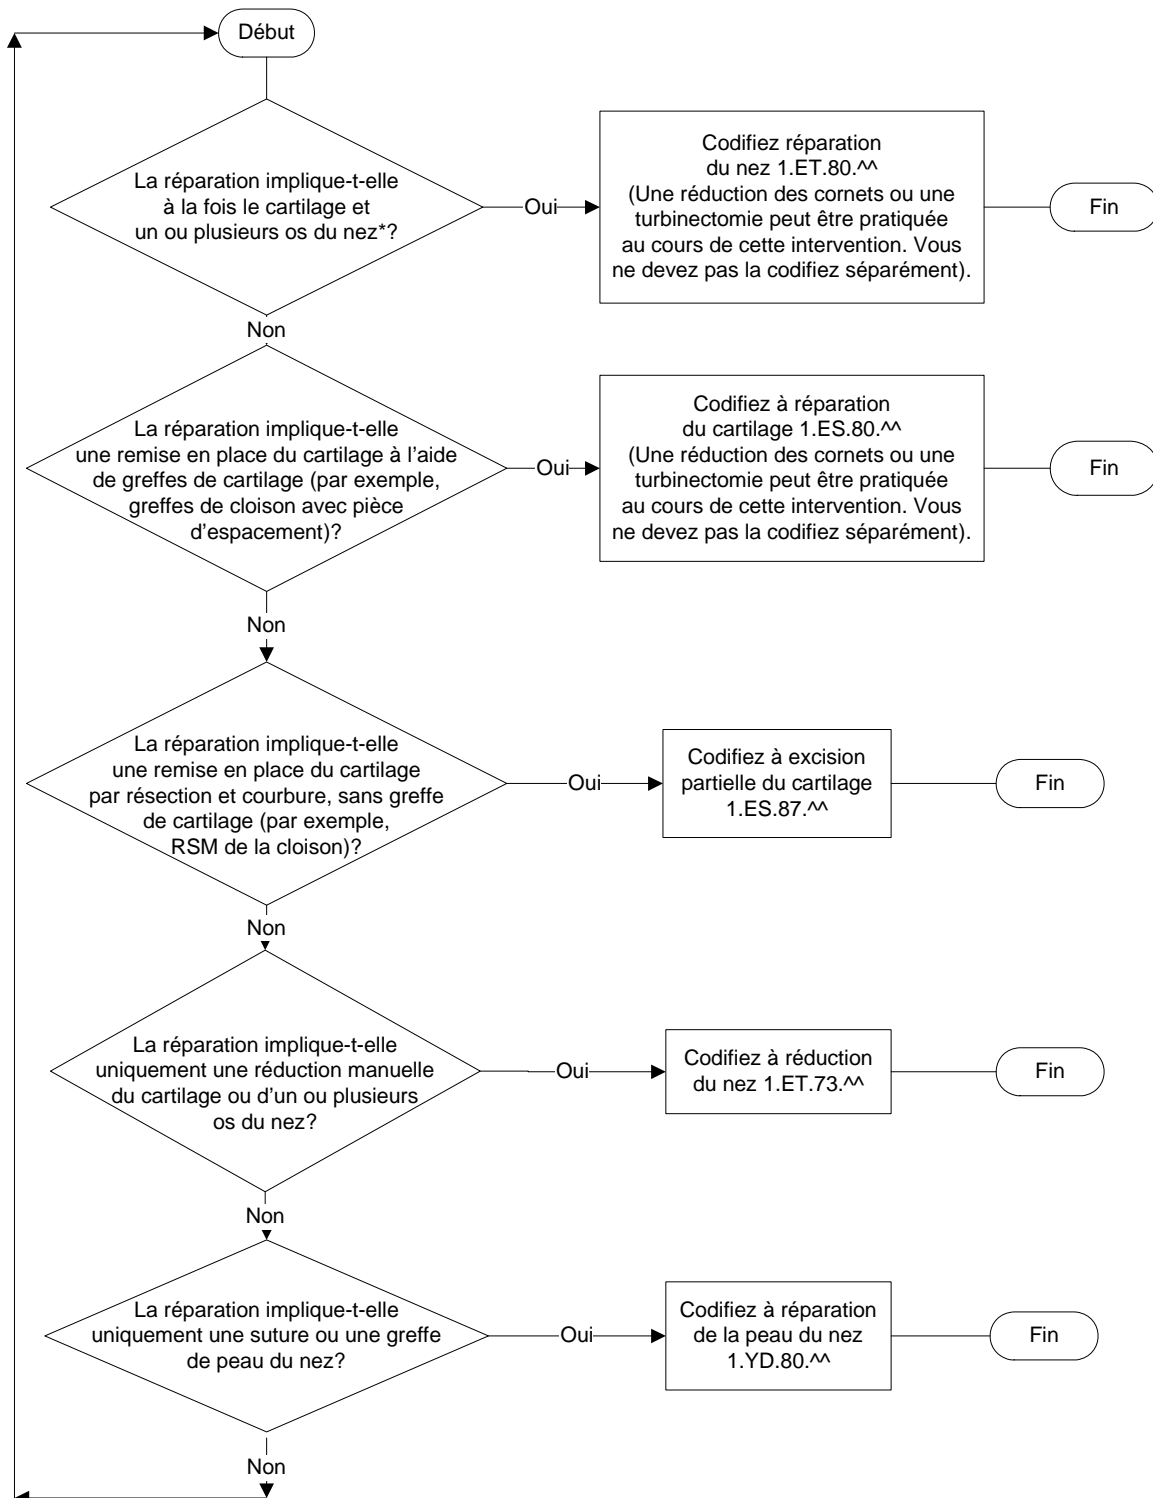 Début
La réparation implique-t-elle
à la fois le cartilage et
un ou plusieurs os du nez*?
Oui
Codifiez réparation
du nez 1.ET.80.^^
(Une réduction des cornets ou une
turbinectomie peut être pratiquée
au cours de cette intervention. Vous
ne devez pas la codifiez séparément).
Fin
Non
La réparation implique-t-elle
une remise en place du cartilage à l'aide
de greffes de cartilage (par exemple,
greffes de cloison avec pièce
d'espacement)?
Oui
Codifiez à réparation
du cartilage 1.ES.80.^^
(Une réduction des cornets ou une
turbinectomie peut être pratiquée
au cours de cette intervention. Vous
ne devez pas la codifiez séparément).
Fin
Non
La réparation implique-t-elle
une remise en place du cartilage
par résection et courbure, sans greffe
de cartilage (par exemple,
RSM de la cloison)?
Oui
Codifiez à excision
partielle du cartilage
1.ES.87.^^
Fin
Non
La réparation implique-t-elle
uniquement une réduction manuelle
du cartilage ou d'un ou plusieurs
os du nez?
Oui
Codifiez à réduction
du nez 1.ET.73.^^
Fin
Non
La réparation implique-t-elle
uniquement une suture ou une greffe
de peau du nez?
Oui
Codifiez à réparation
de la peau du nez
1.YD.80.^^
Fin
Non